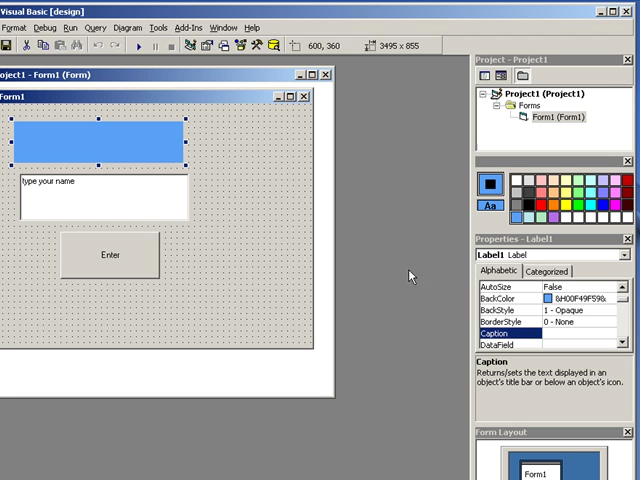 Visual Basic [design]
Format Debug Run Query Diagram Tools Add-Ins Window Help
600, 360 3495 x 855
Project - Project1
oject1 - Form1 (Form)
Form1
Project1 (Project1)
Forms
Form1 (Form1)
type your name
Enter
Aa
Properties - Label1
Label1 Label
Alphabetic Categorized
AutoSize False
BackColor &H00F49F59&
BackStyle 1 - Opaque
BorderStyle 0 - None
Caption
DataField
Caption
Returns/sets the text displayed in an
object's title bar or below an object's icon.
Form Layout
Form1